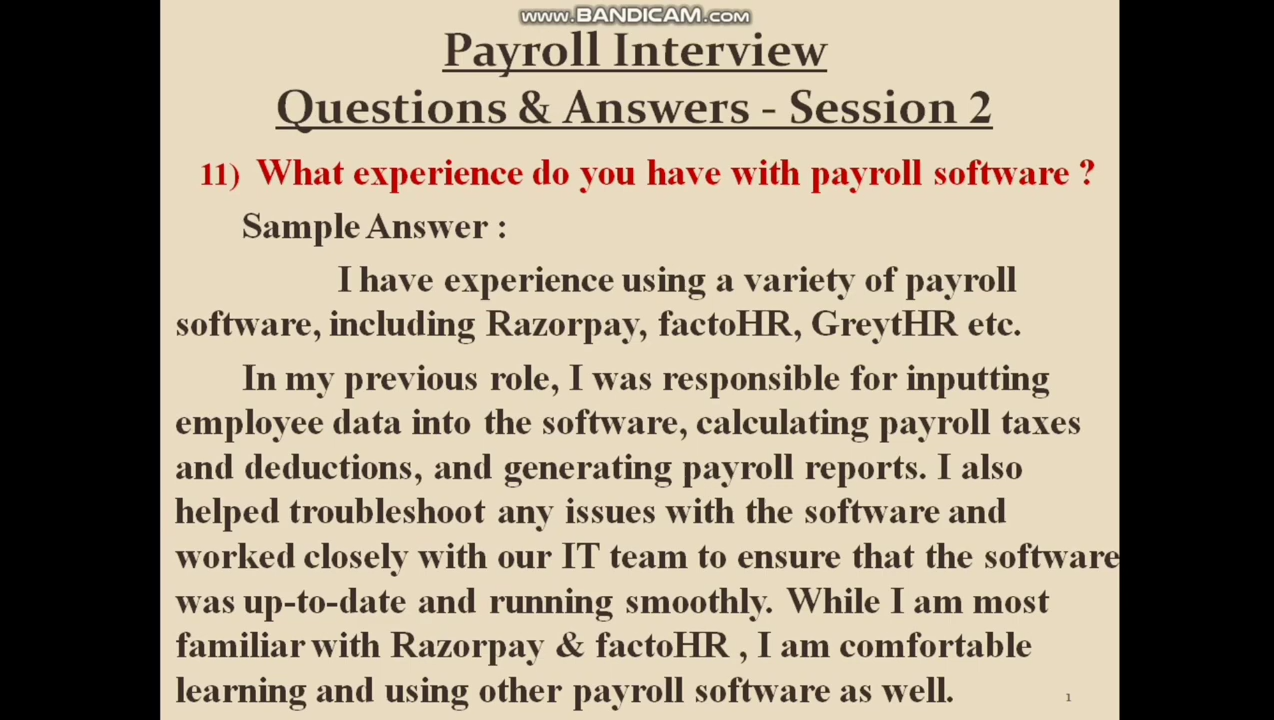 www.BANDICAM.com
Payroll Interview
Questions & Answers - Session 2
11) What experience do you have with payroll software ?
Sample Answer :
I have experience using a variety of payroll
software, including Razorpay, factoHR, GreytHR etc.
In my previous role, I was responsible for inputting
employee data into the software, calculating payroll taxes
and deductions, and generating payroll reports. I also
helped troubleshoot any issues with the software and
worked closely with our IT team to ensure that the software
was up-to-date and running smoothly. While I am most
familiar with Razorpay & factoHR , I am comfortable
learning and using other payroll software as well.
1